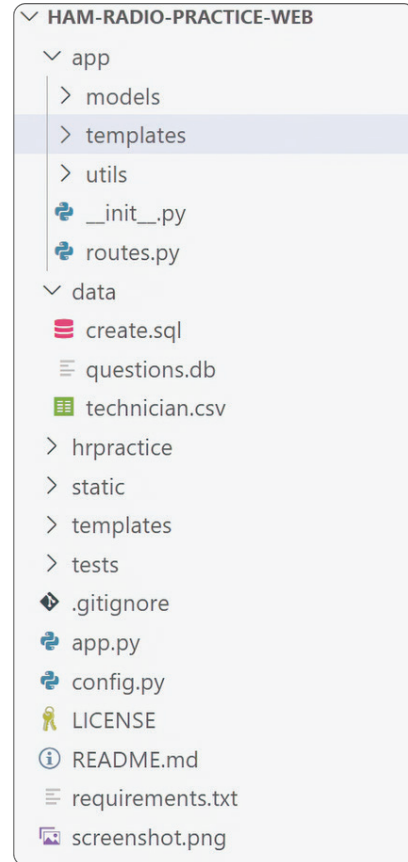 HAM-RADIO-PRACTICE-WEB
app
models
templates
utils
__init__.py
routes.py
data
create.sql
questions.db
technician.csv
hrpractice
static
templates
tests
.gitignore
app.py
config.py
LICENSE
README.md
requirements.txt
screenshot.png